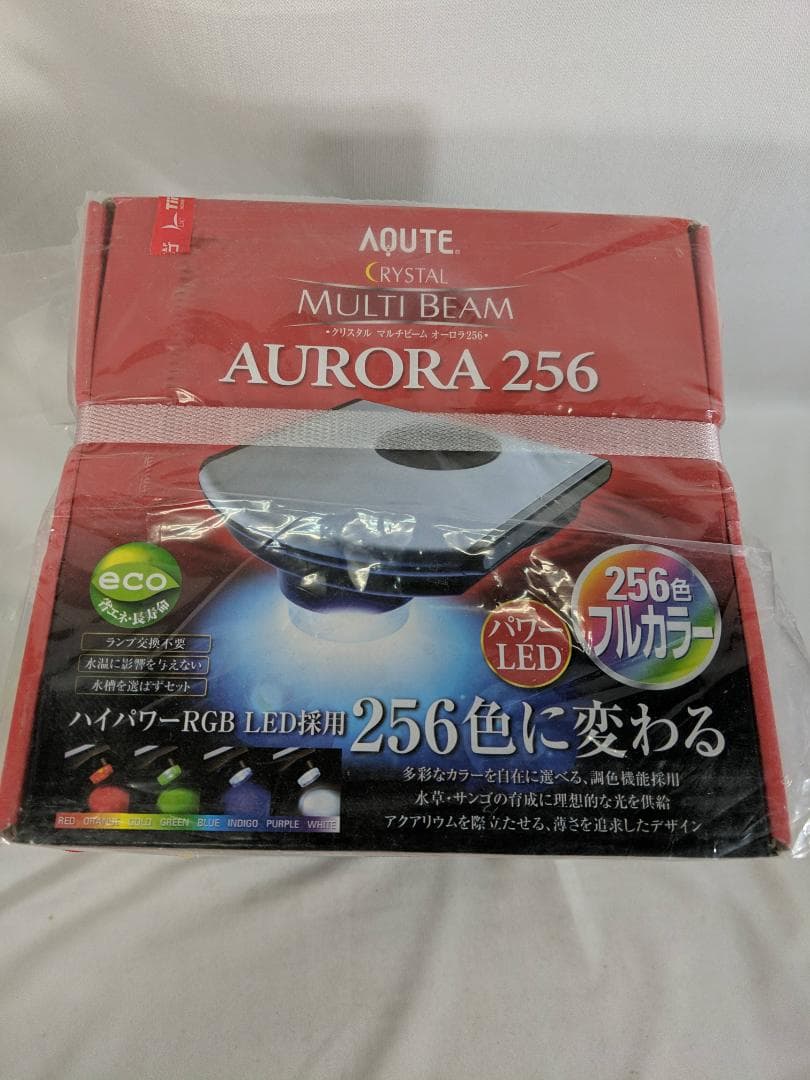 AQUTE
CRYSTAL
MULTI BEAM
・クリスタル マルチビーム オーロラ256・
AURORA 256
eco
省エネ・長寿命
ランプ交換不要
水温に影響を与えない
水槽を選ばずセット
パワー
LED
256色
フルカラー
ハイパワーRGB LED採用
256色に変わる
多彩なカラーを自在に選べる、調色機能採用
水草・サンゴの育成に理想的な光を供給
アクアリウムを際立たせる、薄さを追求したデザイン
RED ORANGE GOLD GREEN BLUE INDIGO PURPLE WHITE